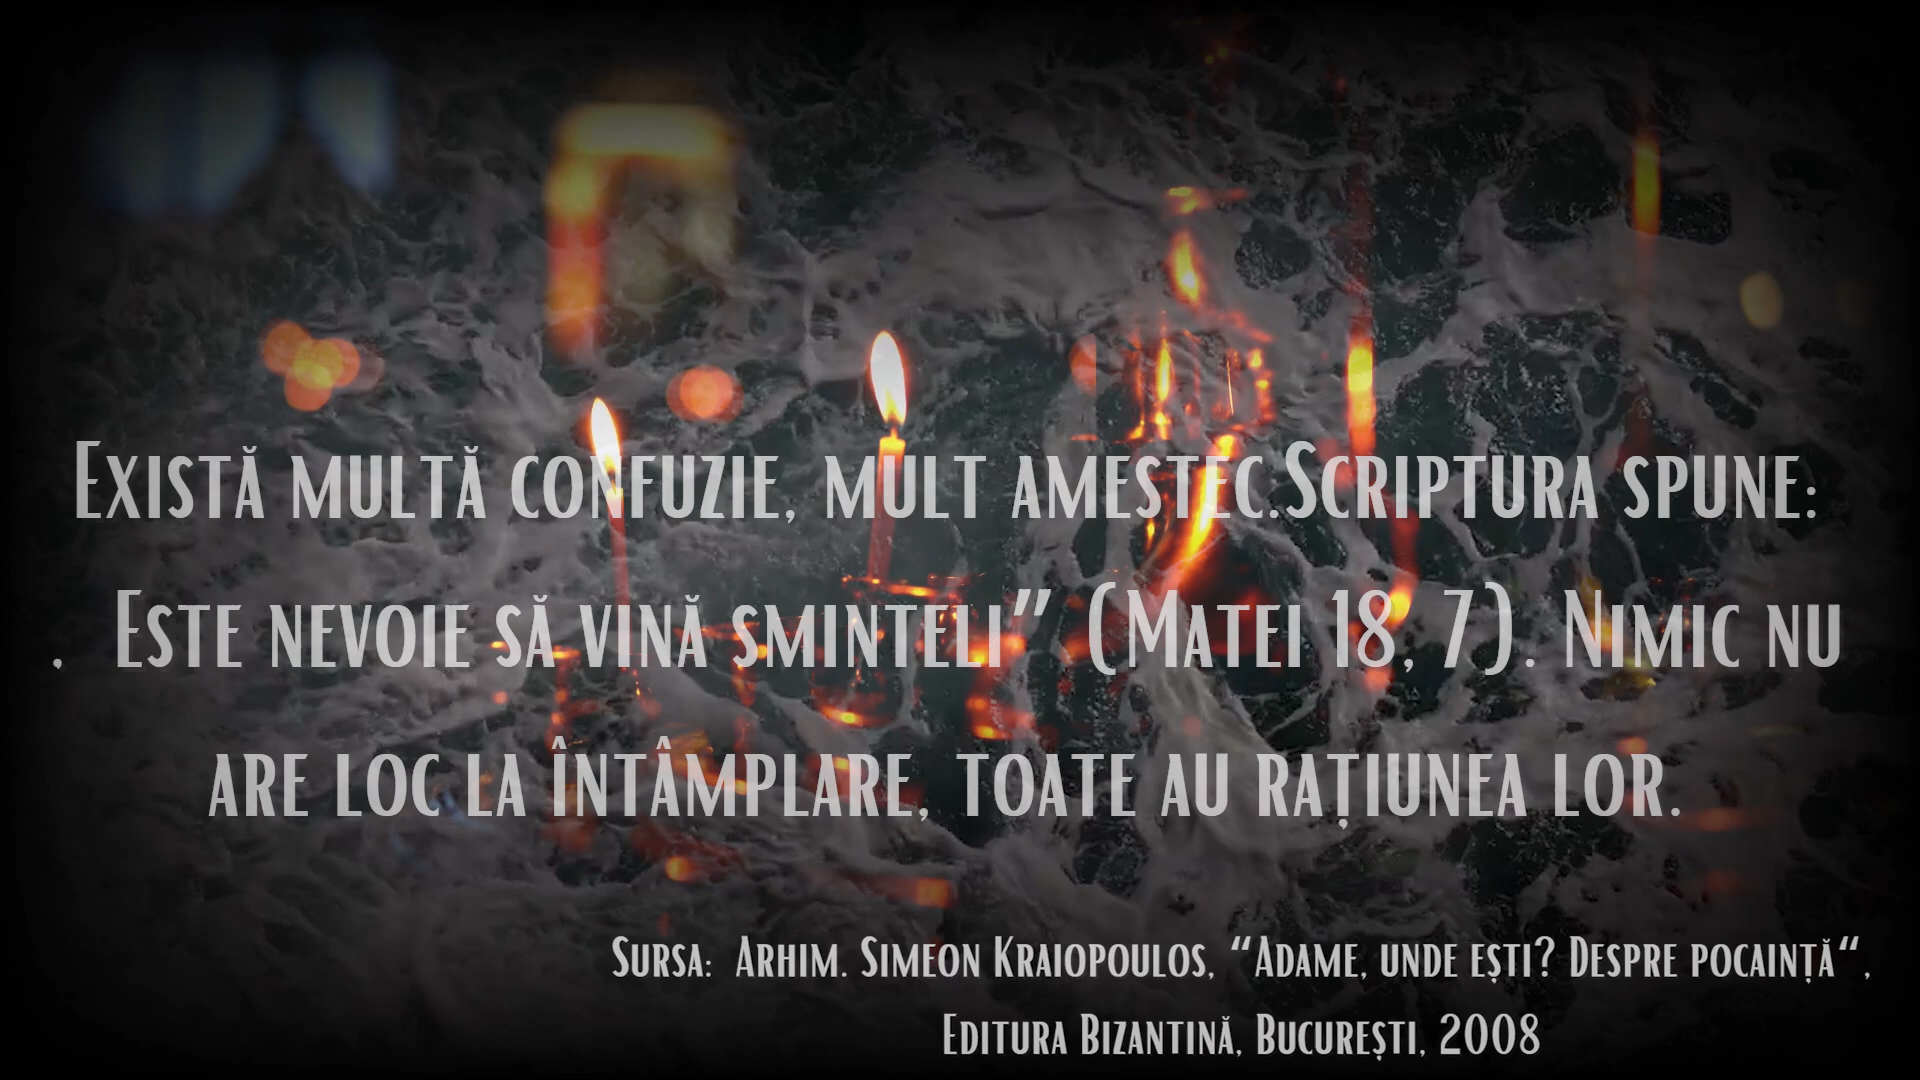 Există multă confuzie, mult amestec.Scriptura spune:
, Este nevoie să vină sminteli” (Matei 18, 7). Nimic nu
are loc la întâmplare, toate au rațiunea lor.
Sursa: Arhim. Simeon Kraiopoulos, “Adame, unde ești? Despre pocaință“,
Editura Bizantină, București, 2008